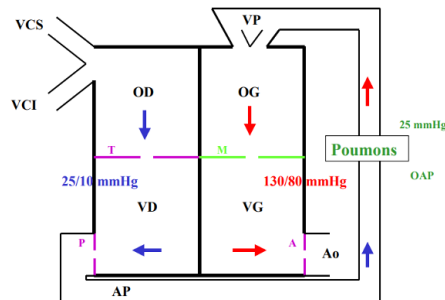 VCS
VP
VCI
OD
OG
25 mmHg
T
M
Poumons
OAP
25/10 mmHg
130/80 mmHg
VD
VG
P
A
Ao
AP